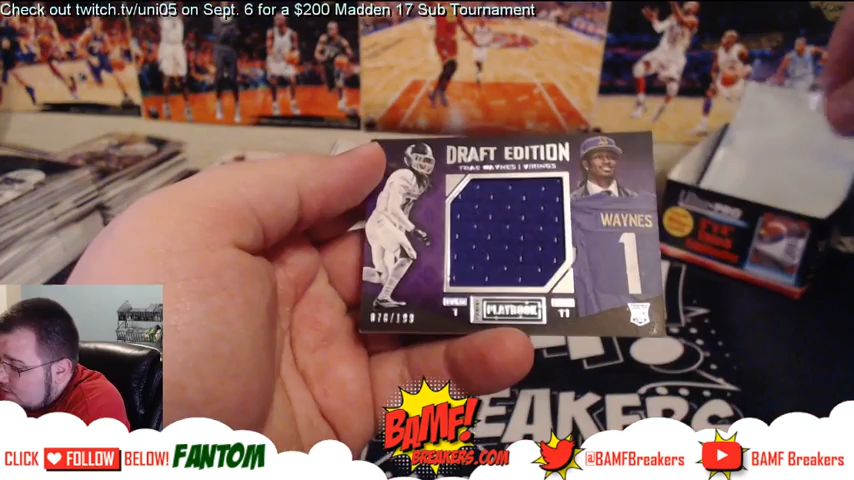 Check out twitch.tv/uni05 on Sept. 6 for a $200 Madden 17 Sub Tournament
DRAFT EDITION
TRAE WAYNES | VIKINGS
WAYNES
1
1
11
PLAYBOOK
076/199
BAMF!
BREAKERS.COM
EAKERS
CLICK FOLLOW BELOW! FANTOM
@BAMFBreakers
BAMF Breakers